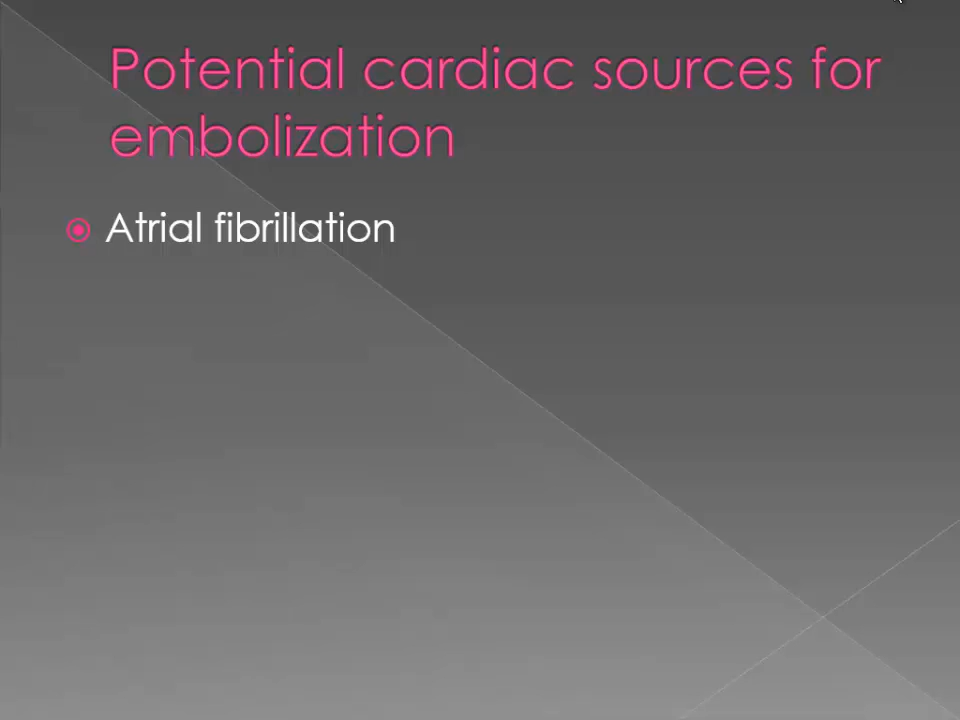 Potential cardiac sources for
embolization
Atrial fibrillation